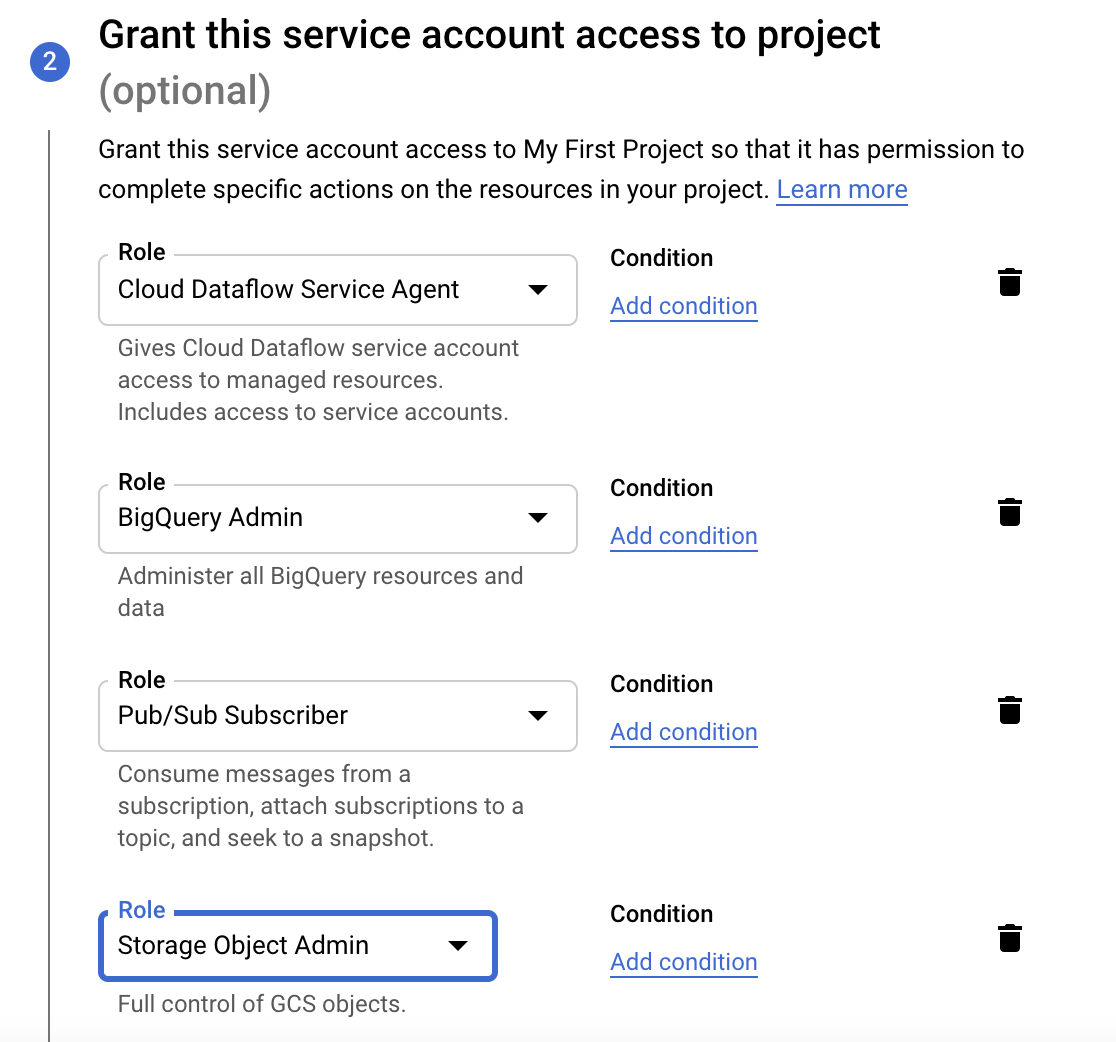 2
Grant this service account access to project
(optional)
Grant this service account access to My First Project so that it has permission to
complete specific actions on the resources in your project. Learn more
Role
Cloud Dataflow Service Agent
Condition
Add condition
Gives Cloud Dataflow service account
access to managed resources.
Includes access to service accounts.
Role
BigQuery Admin
Condition
Add condition
Administer all BigQuery resources and
data
Role
Pub/Sub Subscriber
Condition
Add condition
Consume messages from a
subscription, attach subscriptions to a
topic, and seek to a snapshot.
Role
Storage Object Admin
Condition
Add condition
Full control of GCS objects.